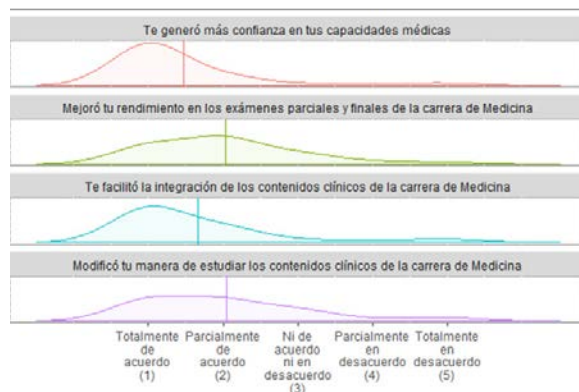 Te generó más confianza en tus capacidades médicas
Mejoró tu rendimiento en los exámenes parciales y finales de la carrera de Medicina
Te facilitó la integración de los contenidos clínicos de la carrera de Medicina
Modificó tu manera de estudiar los contenidos clínicos de la carrera de Medicina
Totalmente de acuerdo (1)
Parcialmente de acuerdo (2)
Ni de acuerdo ni en desacuerdo (3)
Parcialmente en desacuerdo (4)
Totalmente en desacuerdo (5)